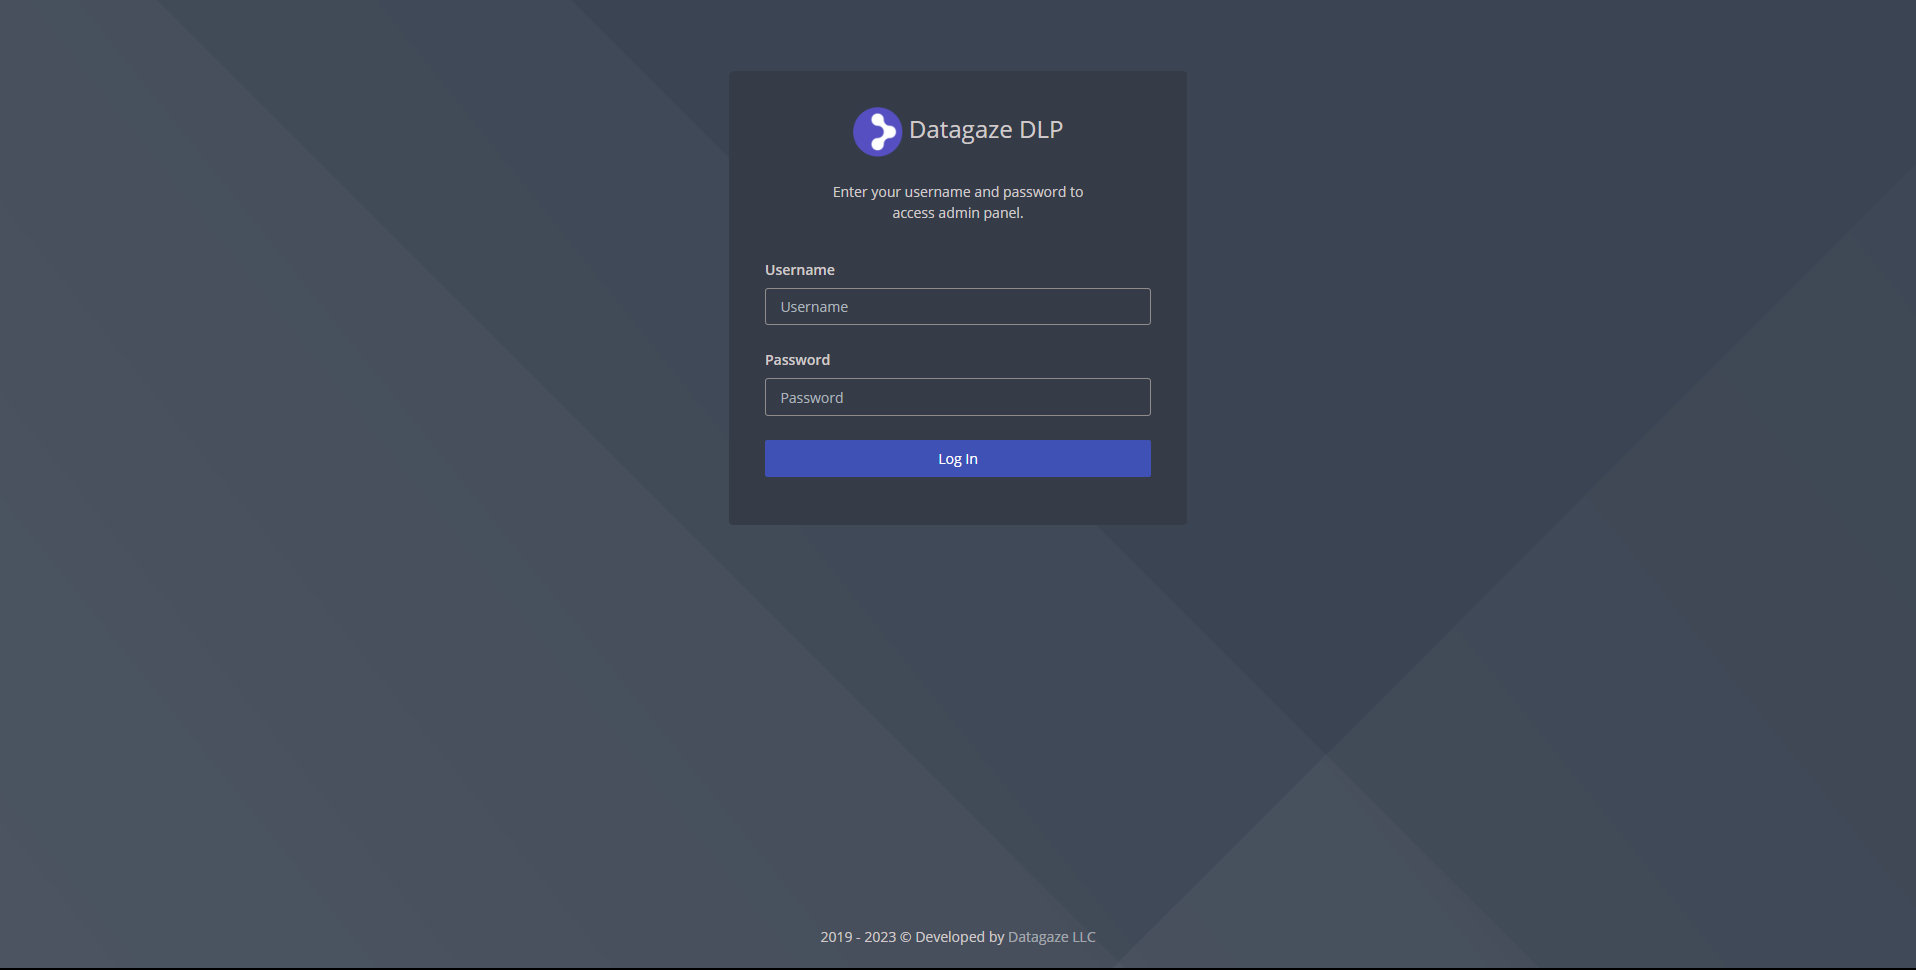 Datagaze DLP
Enter your username and password to
access admin panel.
Username
Username
Password
Password
Log In
2019 - 2023 © Developed by Datagaze LLC